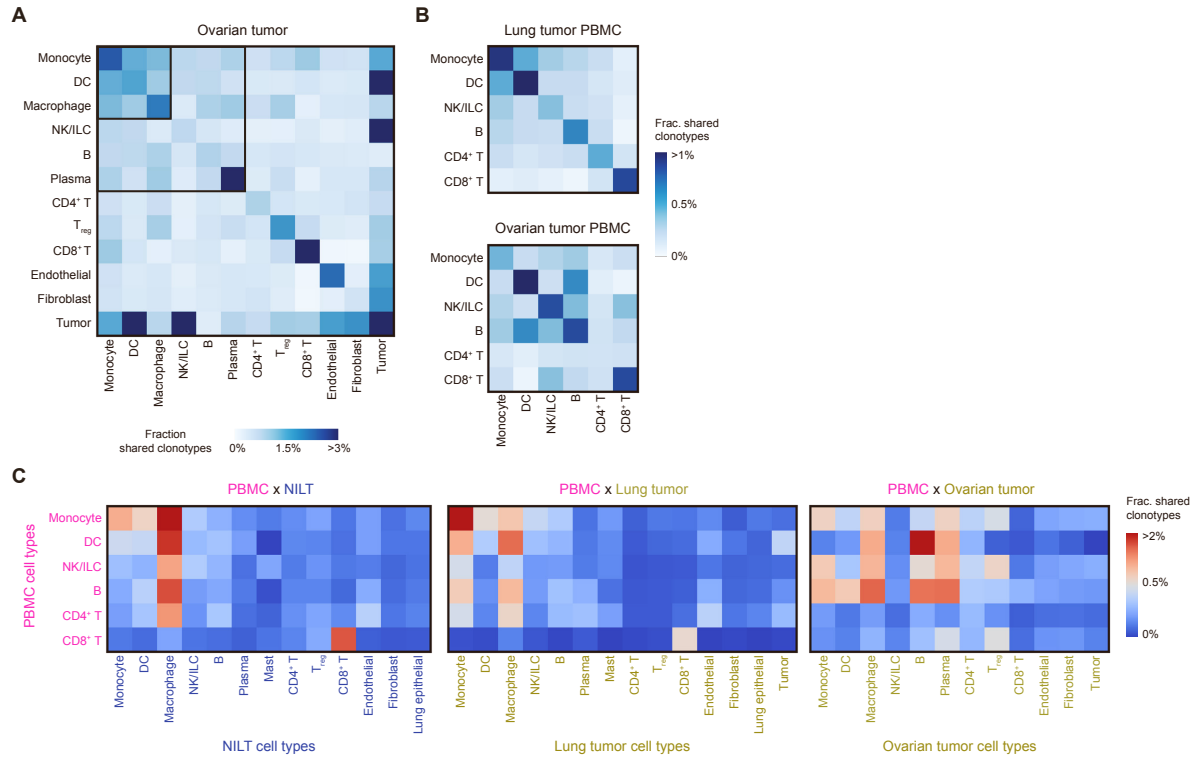 A
Ovarian tumor
Monocyte
DC
Macrophage
NK/ILC
B
Plasma
CD4⁺ T
T_reg
CD8⁺ T
Endothelial
Fibroblast
Tumor
Monocyte
DC
Macrophage
NK/ILC
B
Plasma
CD4⁺ T
T_reg
CD8⁺ T
Endothelial
Fibroblast
Tumor
Fraction
shared clonotypes
0%
1.5%
>3%
B
Lung tumor PBMC
Monocyte
DC
NK/ILC
B
CD4⁺ T
CD8⁺ T
Frac. shared
clonotypes
>1%
0.5%
0%
Ovarian tumor PBMC
Monocyte
DC
NK/ILC
B
CD4⁺ T
CD8⁺ T
Monocyte
DC
NK/ILC
B
CD4⁺ T
CD8⁺ T
C
PBMC x NILT
PBMC cell types
Monocyte
DC
NK/ILC
B
CD4⁺ T
CD8⁺ T
Monocyte
DC
Macrophage
NK/ILC
B
Plasma
Mast
CD4⁺ T
T_reg
CD8⁺ T
Endothelial
Fibroblast
Lung epithelial
NILT cell types
PBMC x Lung tumor
Monocyte
DC
Macrophage
NK/ILC
B
Plasma
Mast
CD4⁺ T
T_reg
CD8⁺ T
Endothelial
Fibroblast
Lung epithelial
Tumor
Lung tumor cell types
PBMC x Ovarian tumor
Monocyte
DC
Macrophage
NK/ILC
B
Plasma
CD4⁺ T
T_reg
CD8⁺ T
Endothelial
Fibroblast
Tumor
Ovarian tumor cell types
Frac. shared
clonotypes
>2%
0.5%
0%